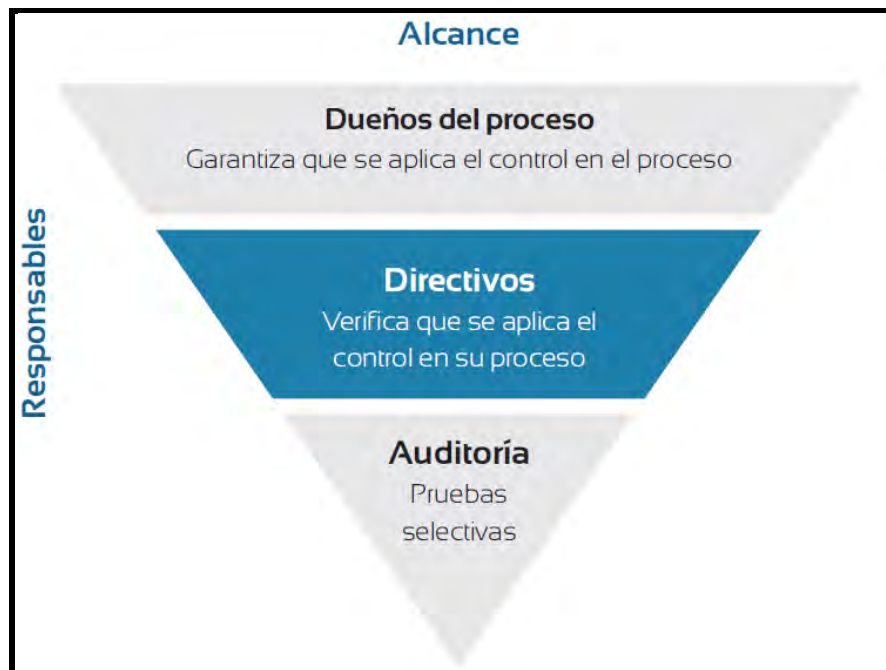 Alcance
Responsables
Dueños del proceso
Garantiza que se aplica el control en el proceso
Directivos
Verifica que se aplica el
control en su proceso
Auditoría
Pruebas
selectivas